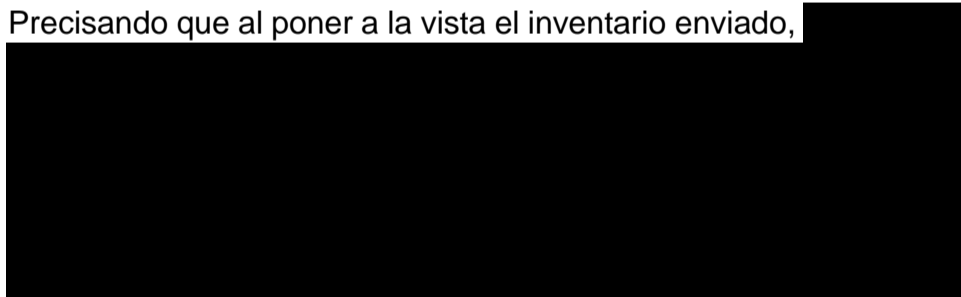 Precisando que al poner a la vista el inventario enviado,